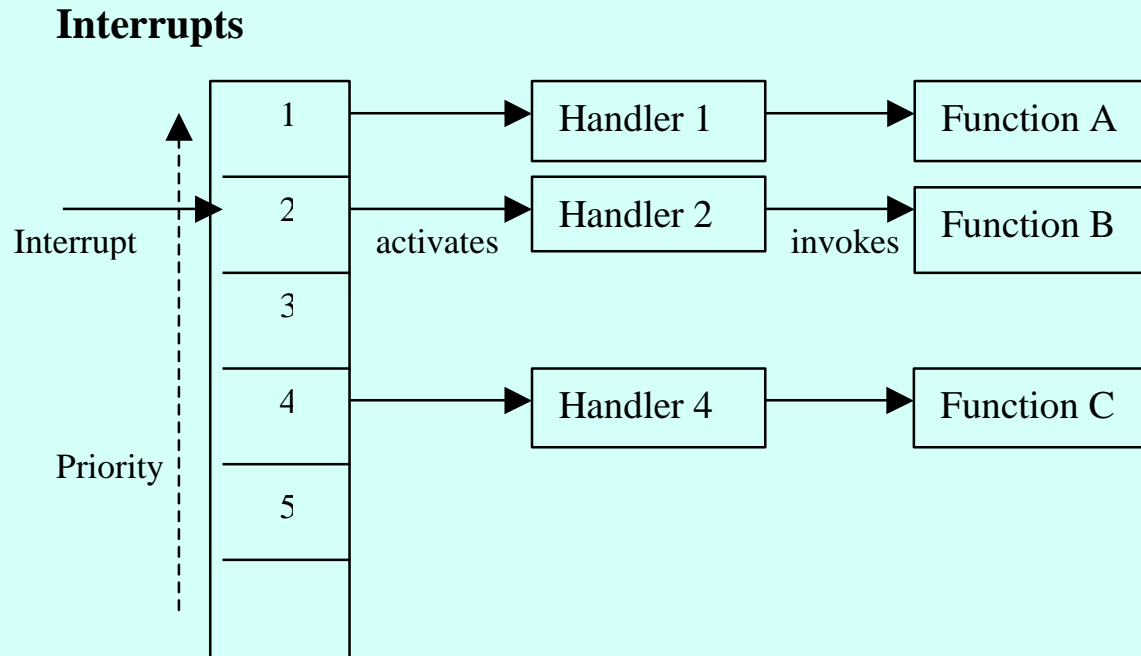 Interrupts
1
Handler 1
Function A
2
Handler 2
Function B
Interrupt
activates
invokes
3
4
Handler 4
Function C
Priority
5